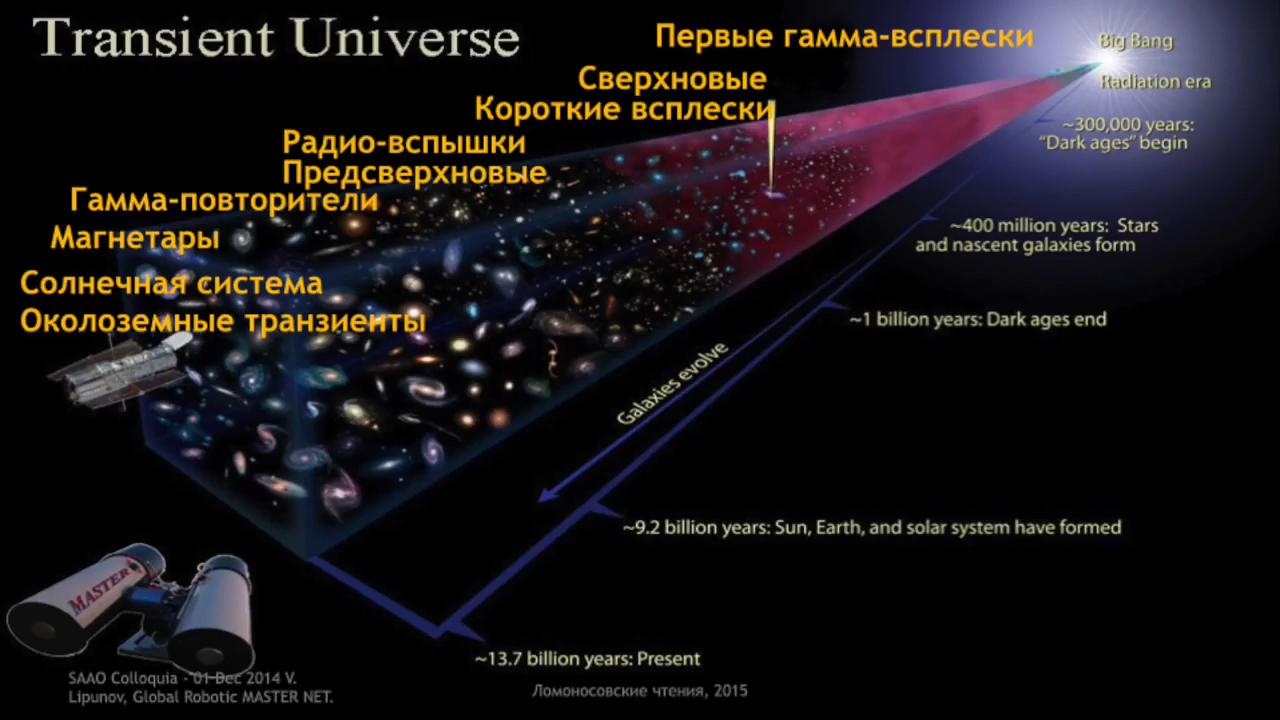 Transient Universe
Первые гамма-всплески
Big Bang
Сверхновые
Radiation era
Короткие всплески
~300,000 years:
"Dark ages" begin
Радио-вспышки
Предсверхновые
Гамма-повторители
Магнетары
~400 million years: Stars
and nascent galaxies form
Солнечная система
Околоземные транзиенты
~1 billion years: Dark ages end
Galaxies evolve
~9.2 billion years: Sun, Earth, and solar system have formed
MASTER
~13.7 billion years: Present
SAAO Colloquia - 01 Dec 2014 V.
Lipunov, Global Robotic MASTER NET.
Ломоносовские чтения, 2015